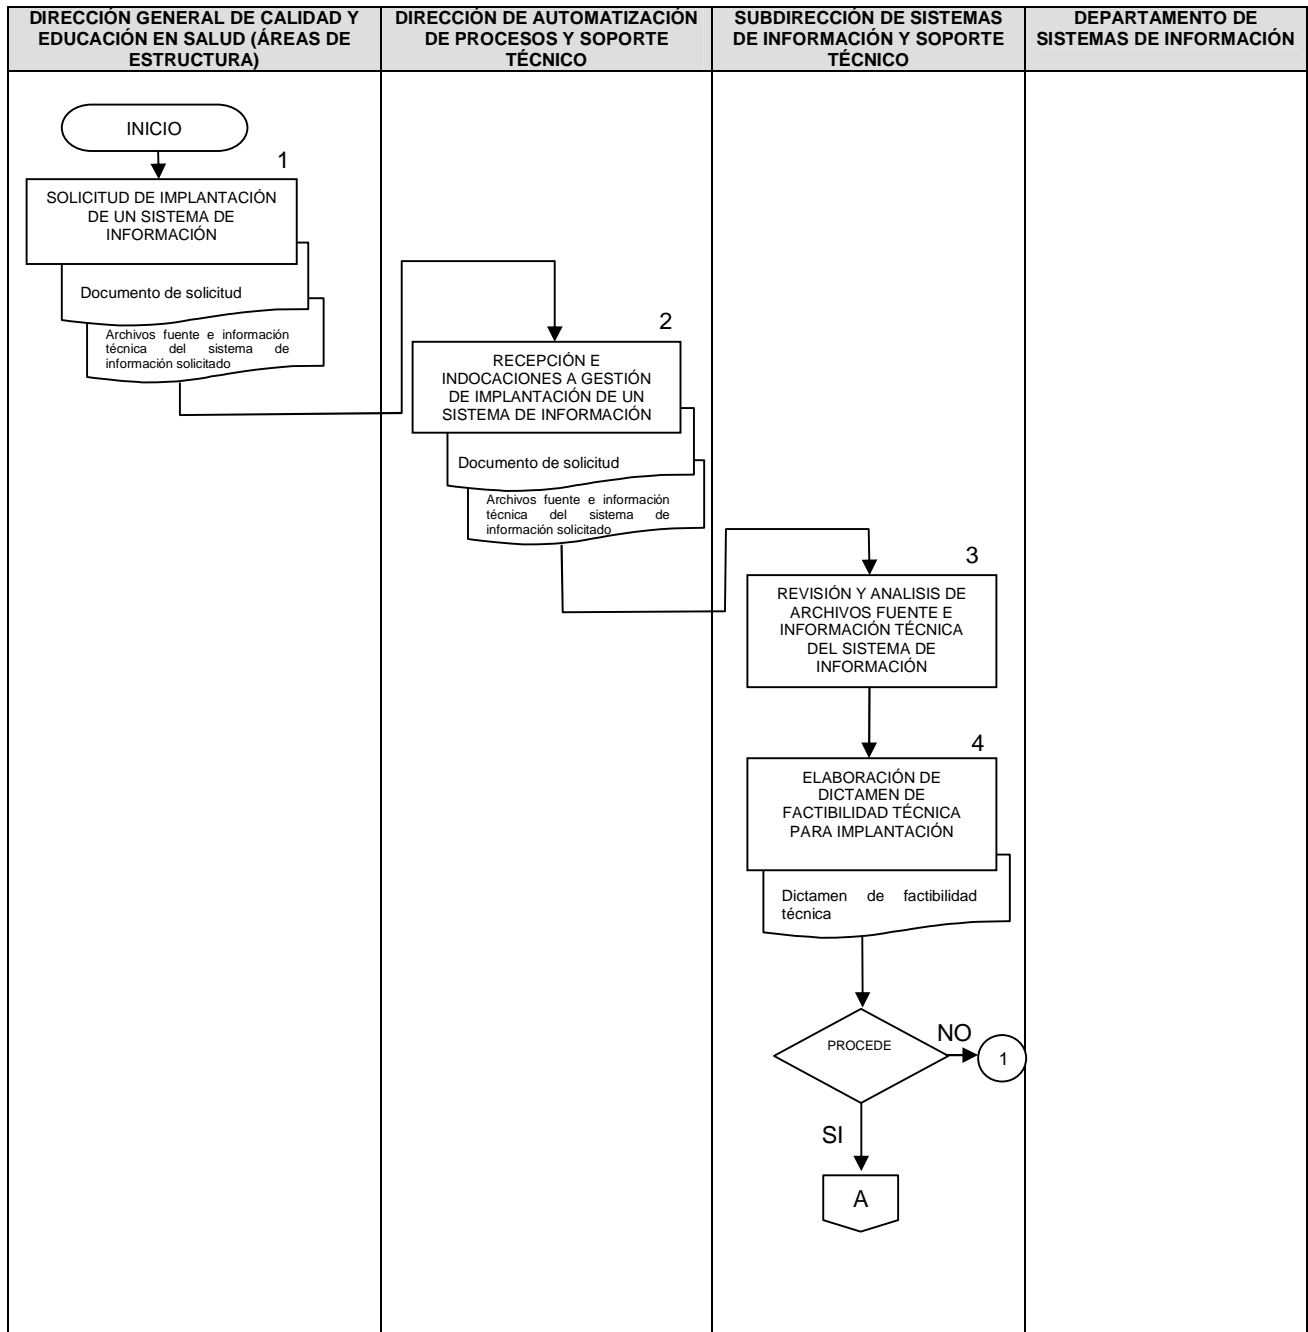 DIRECCIÓN GENERAL DE CALIDAD Y
EDUCACIÓN EN SALUD (ÁREAS DE
ESTRUCTURA)
DIRECCIÓN DE AUTOMATIZACIÓN
DE PROCESOS Y SOPORTE
TÉCNICO
SUBDIRECCIÓN DE SISTEMAS
DE INFORMACIÓN Y SOPORTE
TÉCNICO
DEPARTAMENTO DE
SISTEMAS DE INFORMACIÓN
INICIO
1
SOLICITUD DE IMPLANTACIÓN
DE UN SISTEMA DE
INFORMACIÓN
Documento de solicitud
Archivos fuente e información
técnica del sistema de
información solicitado
2
RECEPCIÓN E
INDOCACIONES A GESTIÓN
DE IMPLANTACIÓN DE UN
SISTEMA DE INFORMACIÓN
Documento de solicitud
Archivos fuente e información
técnica del sistema de
información solicitado
3
REVISIÓN Y ANALISIS DE
ARCHIVOS FUENTE E
INFORMACIÓN TÉCNICA
DEL SISTEMA DE
INFORMACIÓN
4
ELABORACIÓN DE
DICTAMEN DE
FACTIBILIDAD TÉCNICA
PARA IMPLANTACIÓN
Dictamen de factibilidad
técnica
PROCEDE
NO
1
SI
A